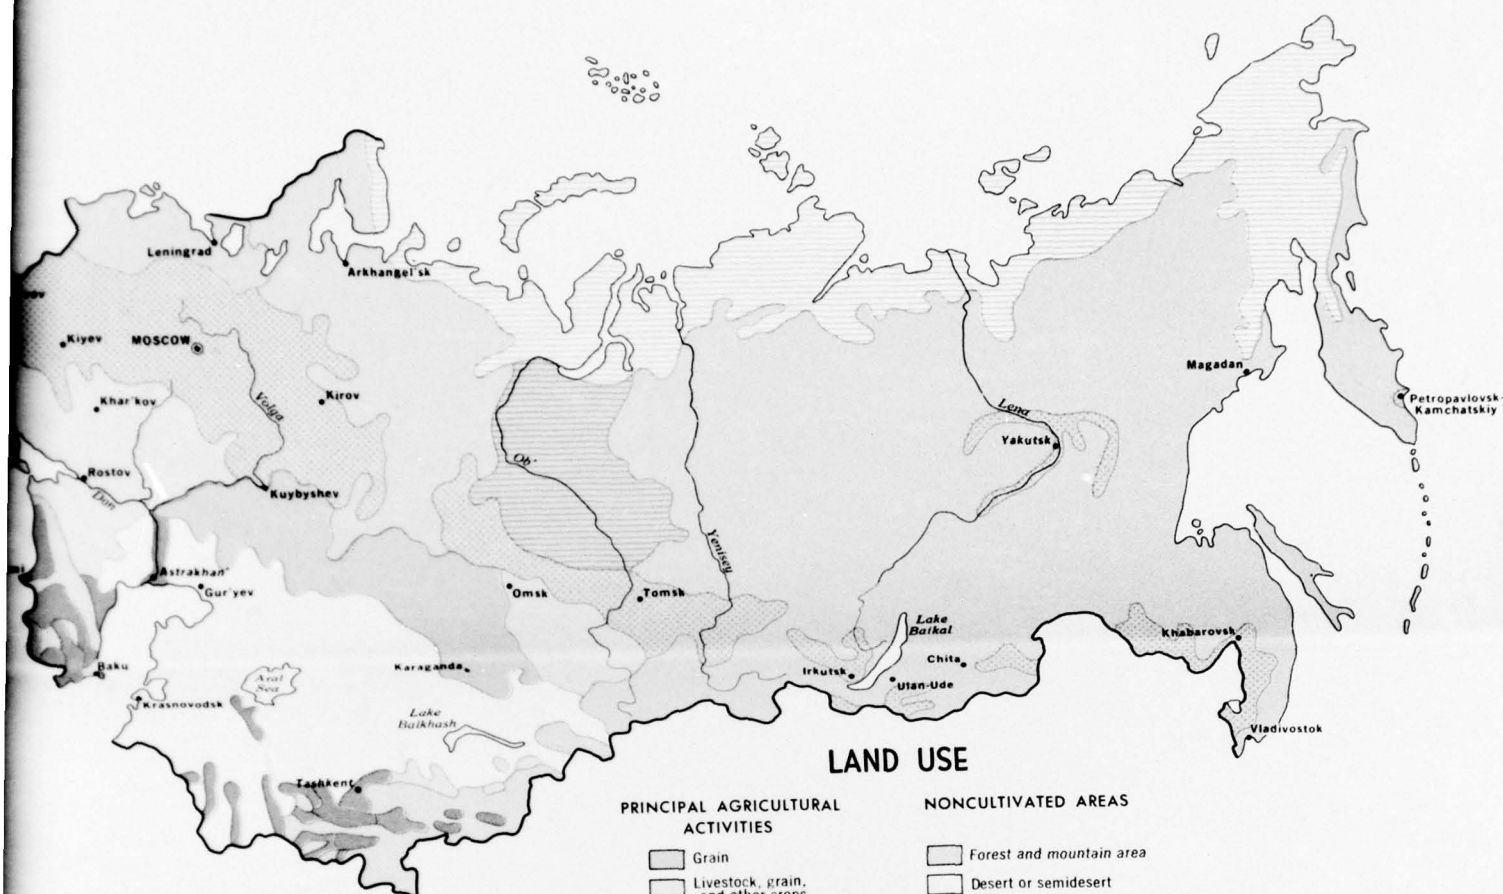 Leningrad
Arkhangel'sk
Kiyev
MOSCOW
Magadan
Khar'kov
Volga
Kirov
Petropavlovsk-
Kamchatskiy
Lena
Yakutsk
Ob'
Rostov
Don
Kuybyshev
Yenisey
Astrakhan'
Gur'yev
Omsk
Tomsk
Lake
Baikal
Khabarovsk
Baku
Karaganda
Irkutsk
Chita
Ulan-Ude
Aral
Sea
Krasnovodsk
Lake
Balkhash
Vladivostok
Tashkent
LAND USE
PRINCIPAL AGRICULTURAL
ACTIVITIES
Grain
Livestock, grain,
and other crops
NONCULTIVATED AREAS
Forest and mountain area
Desert or semidesert